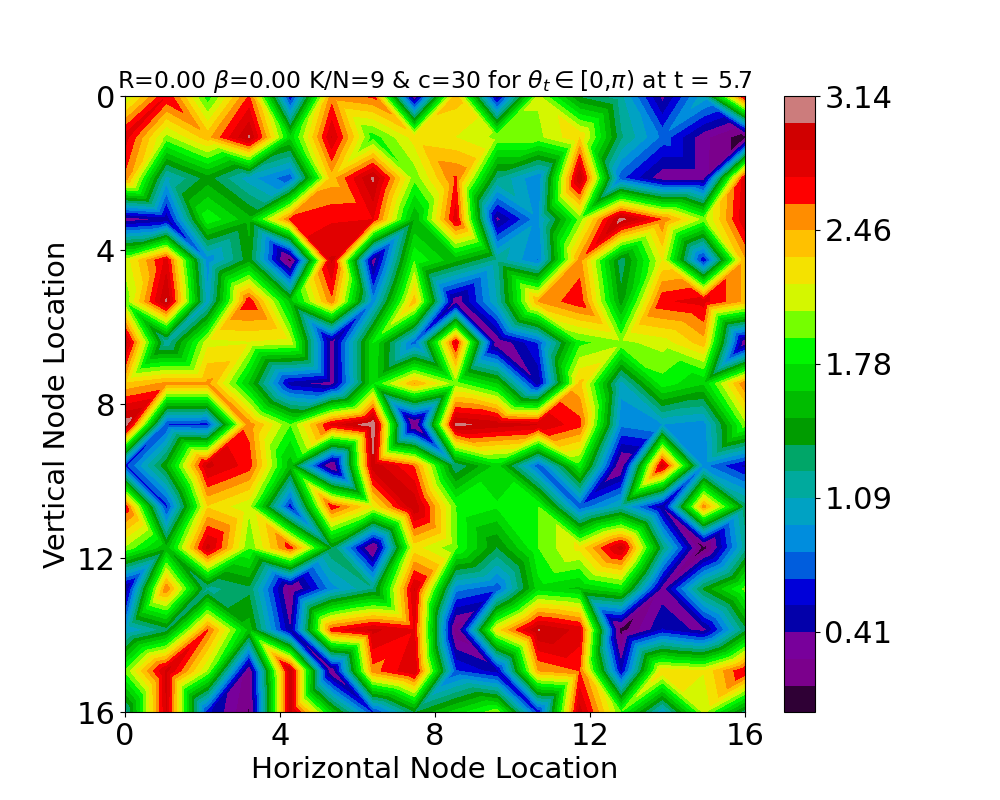 R=0.00 β=0.00 K/N=9 & c=30 for θₜ∈[0,π) at t = 5.7
0
4
8
12
16
0 4 8 12 16
Vertical Node Location
Horizontal Node Location
3.14
2.46
1.78
1.09
0.41